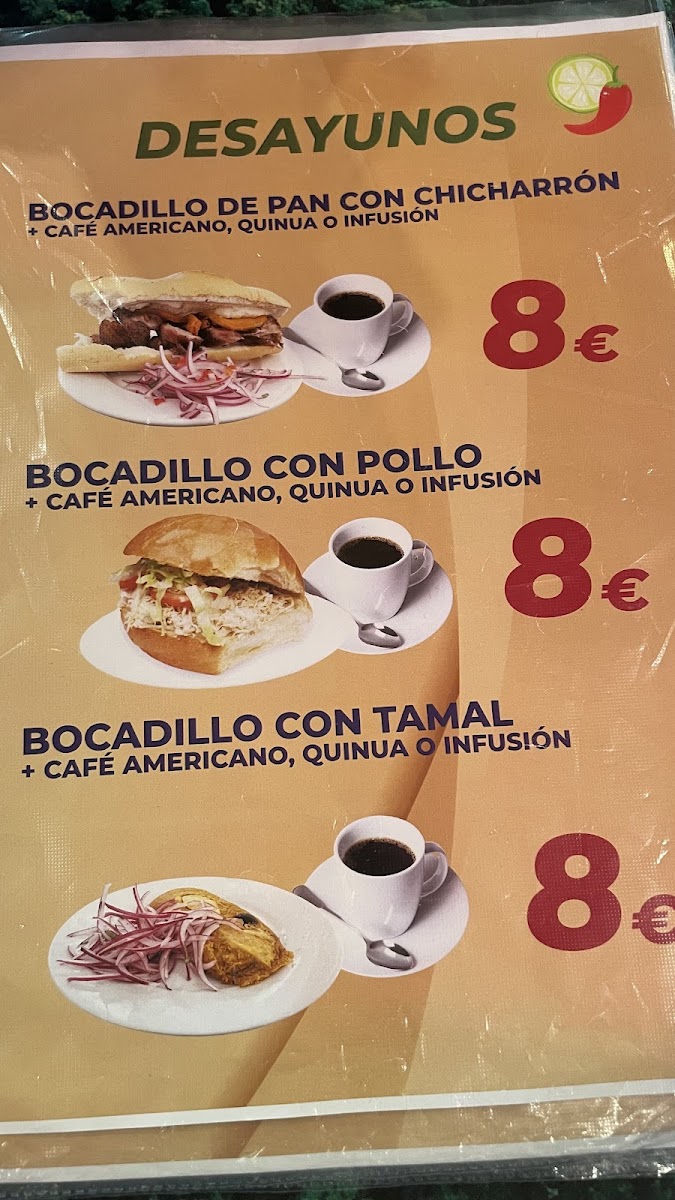 DESAYUNOS
BOCADILLO DE PAN CON CHICHARRÓN
+ CAFÉ AMERICANO, QUINUA O INFUSIÓN
8€
BOCADILLO CON POLLO
+ CAFÉ AMERICANO, QUINUA O INFUSIÓN
8€
BOCADILLO CON TAMAL
+ CAFÉ AMERICANO, QUINUA O INFUSIÓN
8€